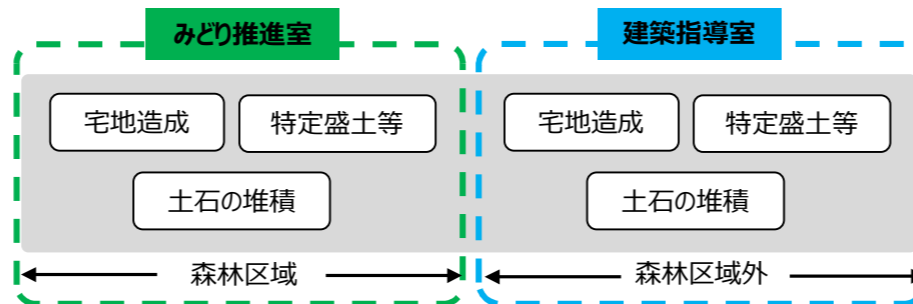 みどり推進室
建築指導室
宅地造成
特定盛土等
宅地造成
特定盛土等
土石の堆積
土石の堆積
森林区域
森林区域外